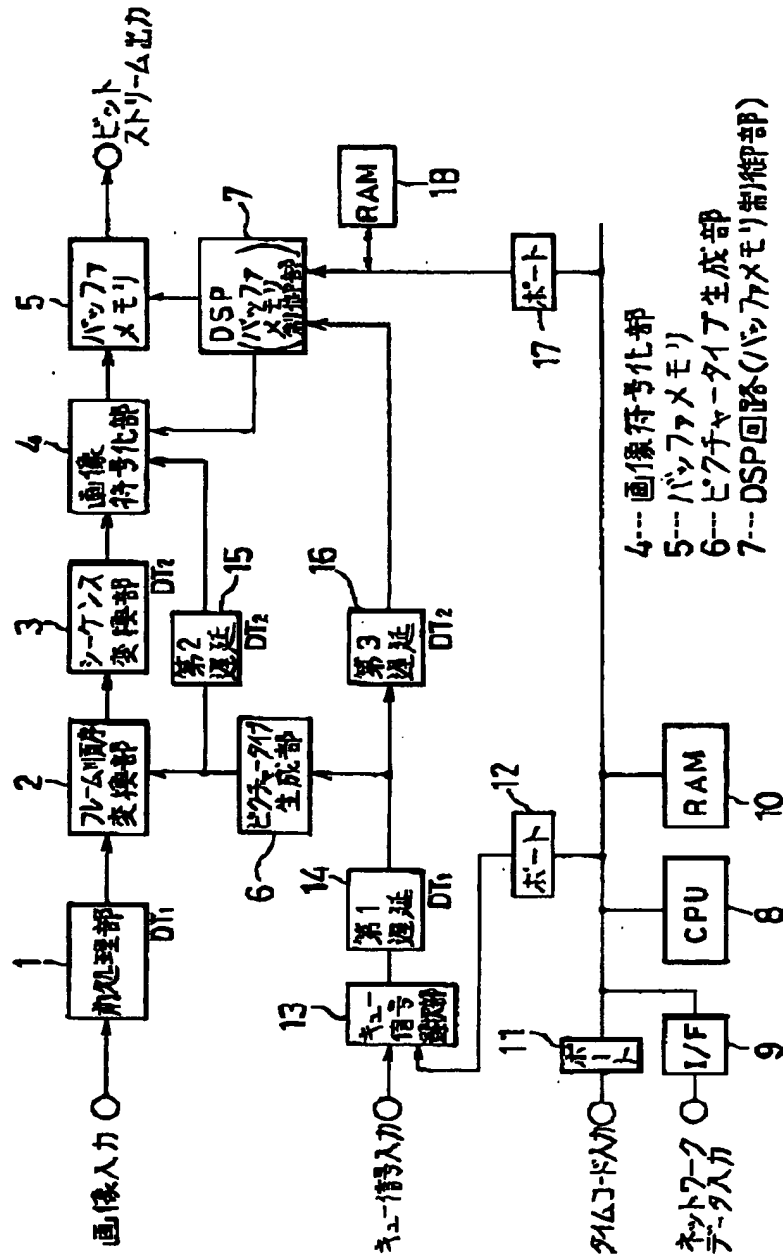 画像入力
1
前処理部
DT1
2
フレーム順序
変換部
3
シーケンス
変換部
DT2
4
画像
符号化部
5
バッファ
メモリ
ビット
ストリーム出力
第2
遅延
15
DT2
7
DSP
(バッファ
メモリ
制御部)
RAM
18
ピクチャータイプ
生成部
6
キュー信号入力
13
キュー
信号
14
第1
遅延
DT1
第3
遅延
16
DT2
12
ポート
ポート
17
タイムコード入力
11
ポート
ネットワーク
データ入力
I/F
9
CPU
8
RAM
10
4---画像符号化部
5---バッファメモリ
6---ピクチャータイプ生成部
7---DSP回路(バッファメモリ制御部)